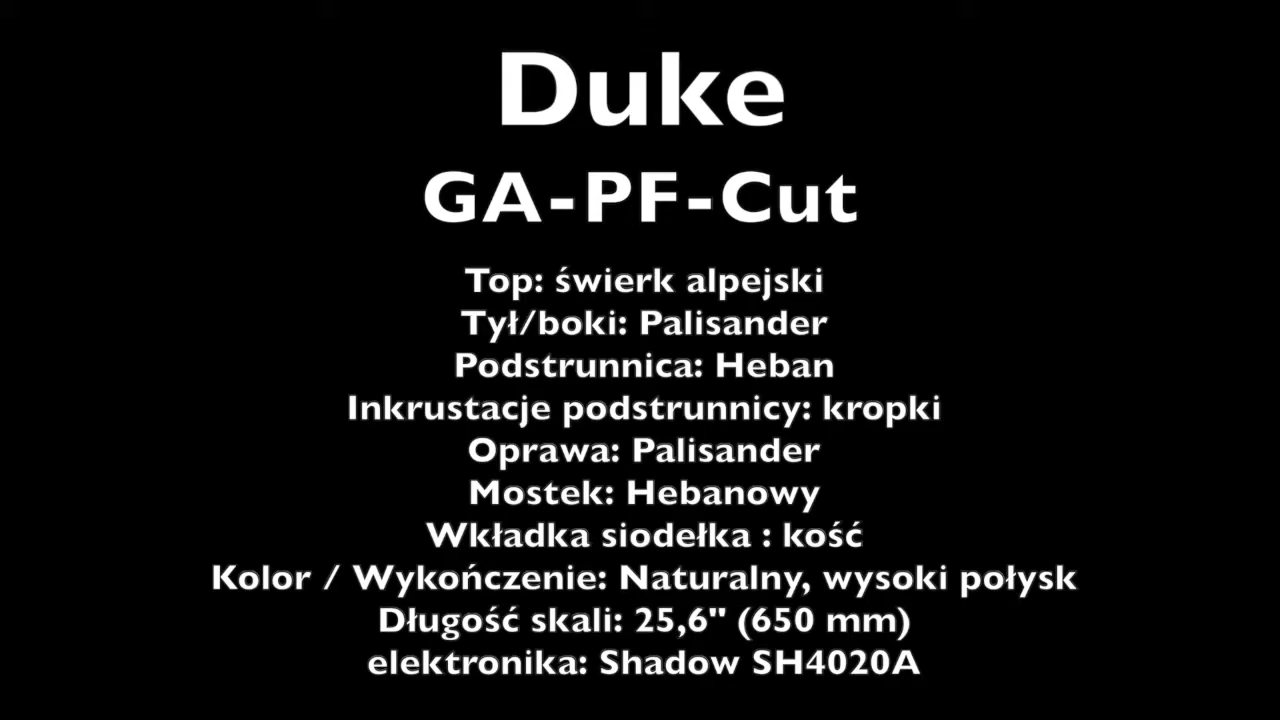 Duke
GA-PF-Cut
Top: świerk alpejski
Tył/boki: Palisander
Podstrunnica: Heban
Inkrustacje podstrunnicy: kropki
Oprawa: Palisander
Mostek: Hebanowy
Wkładka siodełka : kość
Kolor / Wykończenie: Naturalny, wysoki połysk
Długość skali: 25,6" (650 mm)
elektronika: Shadow SH4020A